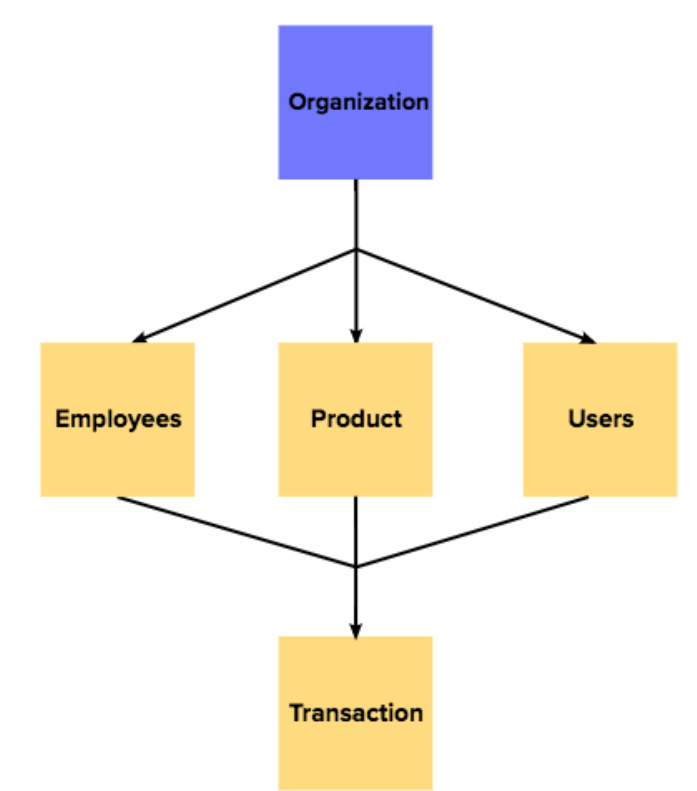 Organization
Employees
Product
Users
Transaction